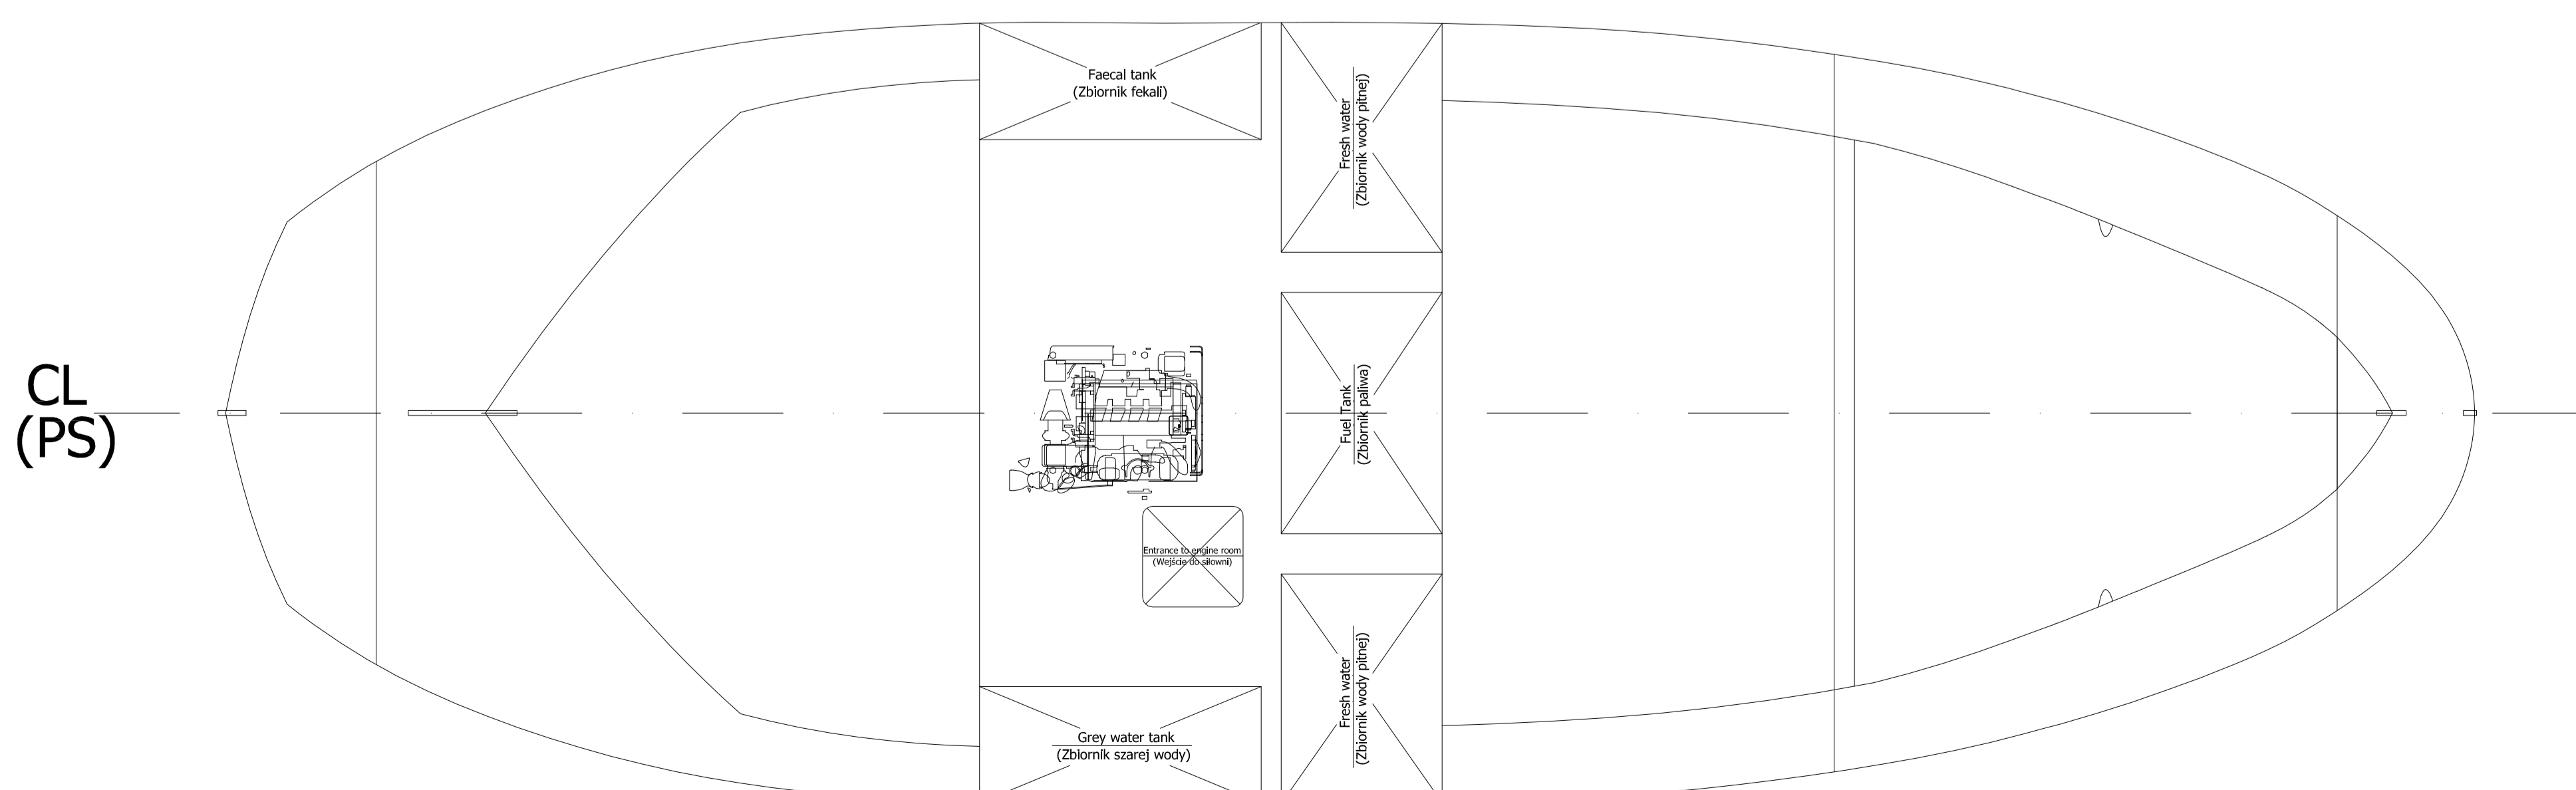 Faecal tank
(Zbiornik fekali)
Fresh water
(Zbiornik wody pitnej)
CL
(PS)
Fuel Tank
(Zbiornik paliwa)
Entrance to engine room
(Wejście do siłowni)
Fresh water
(Zbiornik wody pitnej)
Grey water tank
(Zbiornik szarej wody)